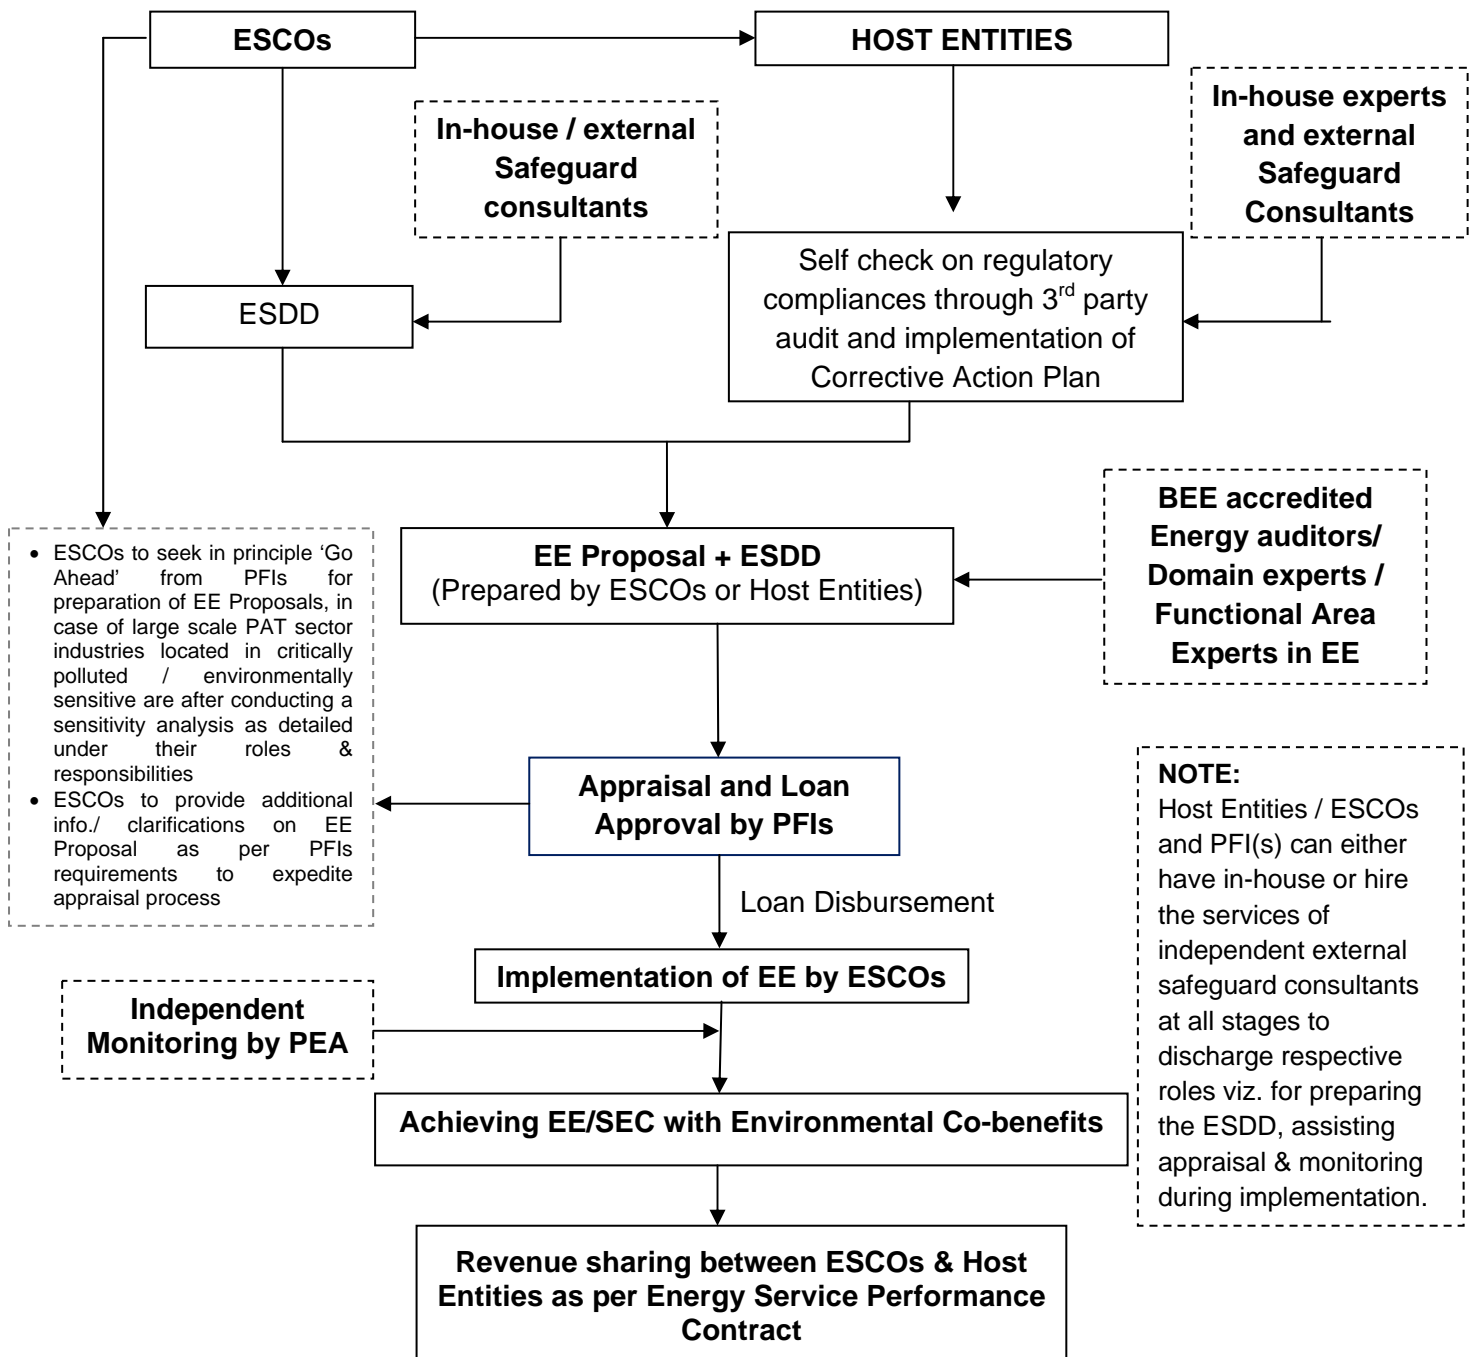 ESCOs
HOST ENTITIES
In-house / external
Safeguard
consultants
In-house experts
and external
Safeguard
Consultants
ESDD
Self check on regulatory
compliances through 3rd party
audit and implementation of
Corrective Action Plan
BEE accredited
Energy auditors/
Domain experts /
Functional Area
Experts in EE
EE Proposal + ESDD
(Prepared by ESCOs or Host Entities)
• ESCOs to seek in principle ‘Go
Ahead’ from PFIs for
preparation of EE Proposals, in
case of large scale PAT sector
industries located in critically
polluted / environmentally
sensitive are after conducting a
sensitivity analysis as detailed
under their roles &
responsibilities
• ESCOs to provide additional
info./ clarifications on EE
Proposal as per PFIs
requirements to expedite
appraisal process
Appraisal and Loan
Approval by PFIs
NOTE:
Host Entities / ESCOs
and PFI(s) can either
have in-house or hire
the services of
independent external
safeguard consultants
at all stages to
discharge respective
roles viz. for preparing
the ESDD, assisting
appraisal & monitoring
during implementation.
Loan Disbursement
Implementation of EE by ESCOs
Independent
Monitoring by PEA
Achieving EE/SEC with Environmental Co-benefits
Revenue sharing between ESCOs & Host
Entities as per Energy Service Performance
Contract